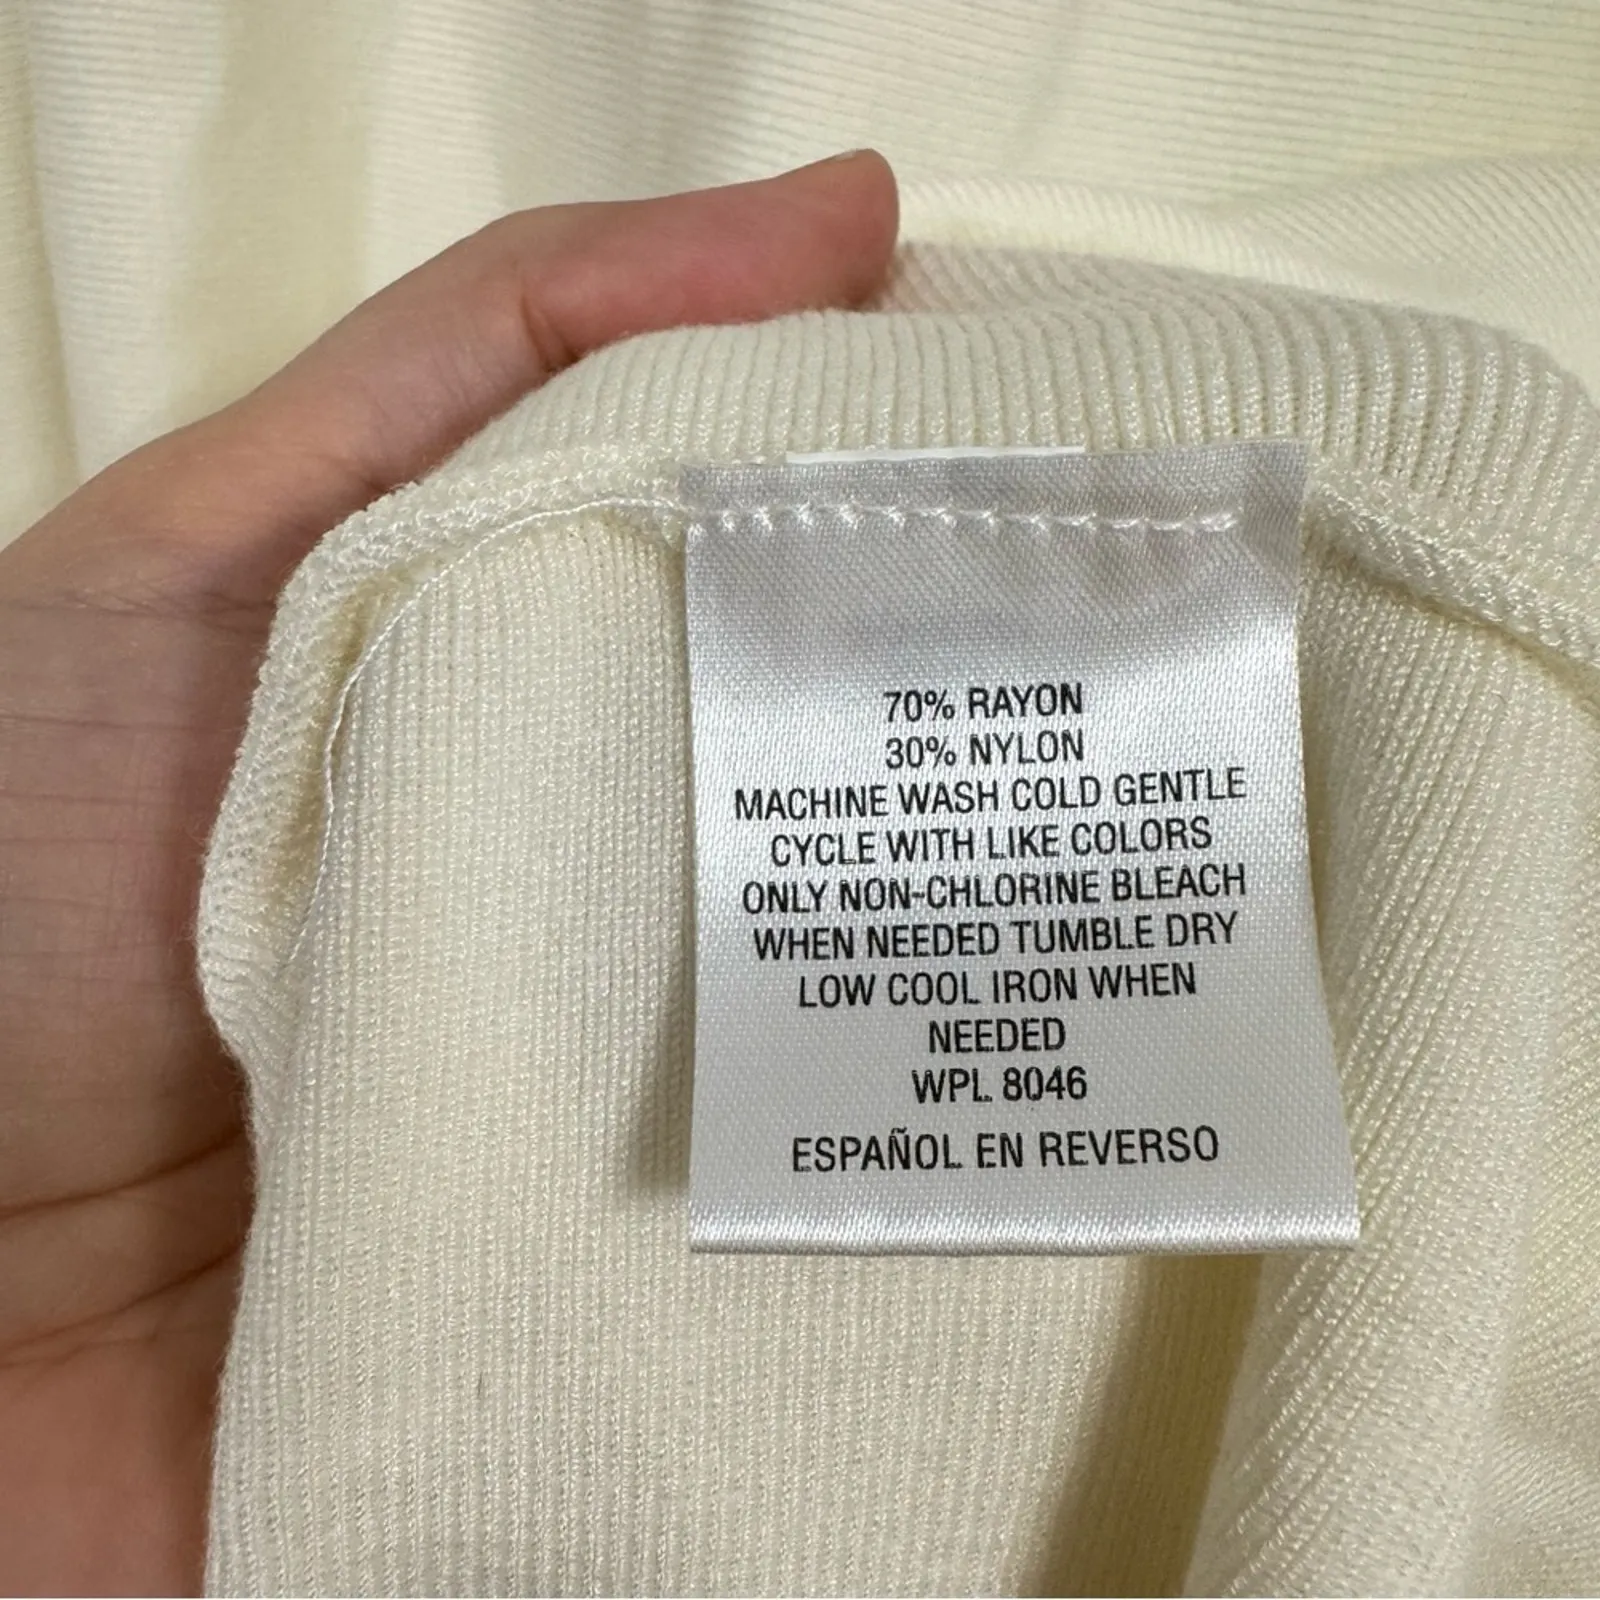 70% RAYON
30% NYLON
MACHINE WASH COLD GENTLE
CYCLE WITH LIKE COLORS
ONLY NON-CHLORINE BLEACH
WHEN NEEDED TUMBLE DRY
LOW COOL IRON WHEN
NEEDED
WPL 8046
ESPAÑOL EN REVERSO